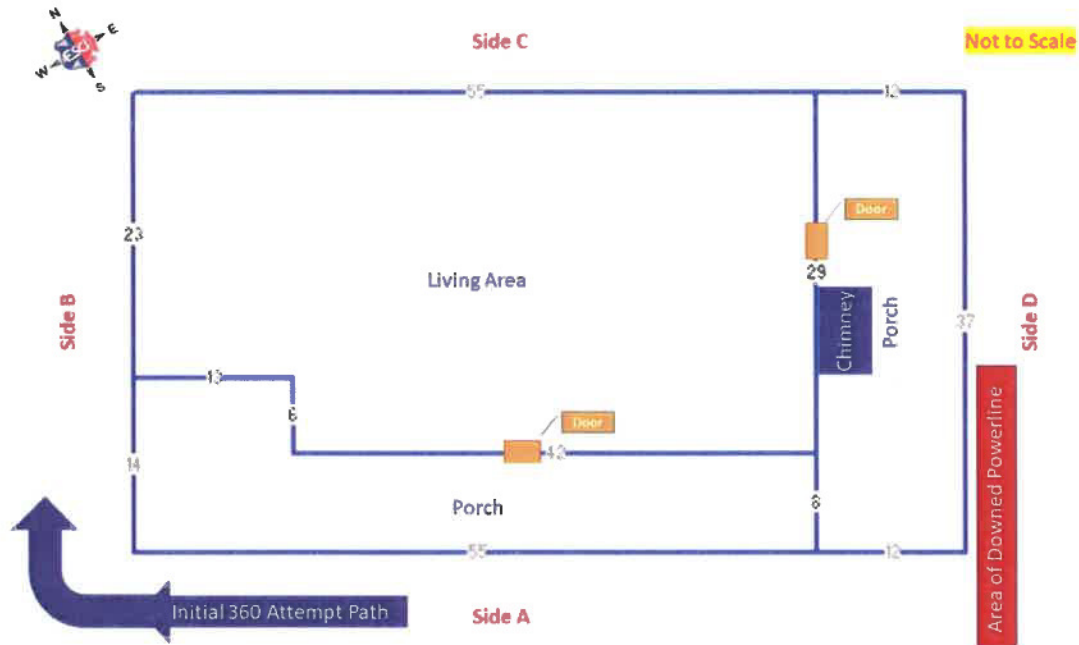 N
E
W
S
ESCI
Side C
Not to Scale
55
12
Door
23
29
Living Area
Chimney
Porch
37
Side B
Side D
13
6
Door
42
14
Porch
8
55
12
Initial 360 Attempt Path
Side A
Area of Downed Powerline